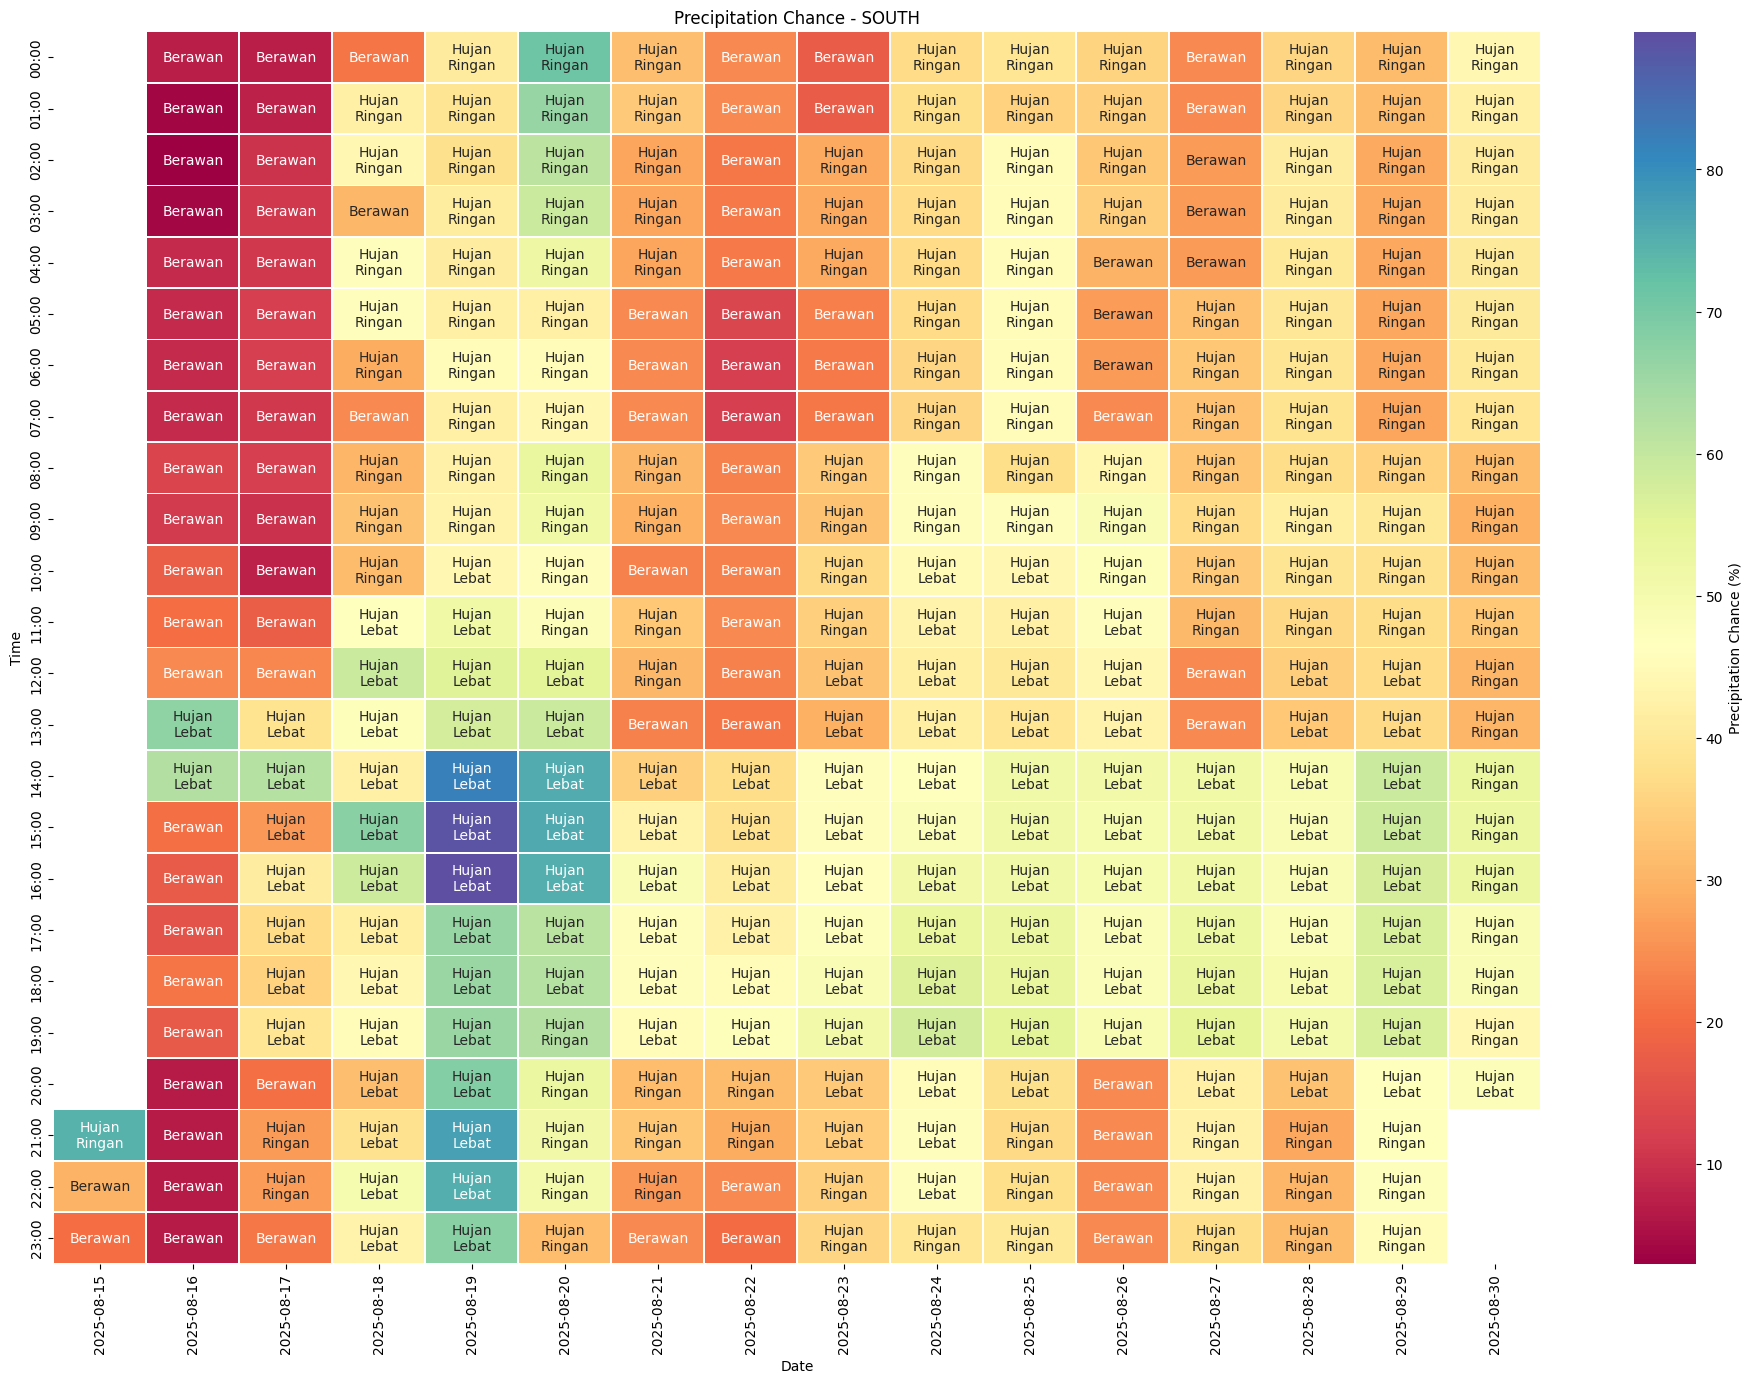 Precipitation Chance - SOUTH
Time
00:00 Berawan Berawan Berawan Hujan Ringan Hujan Ringan Hujan Ringan Berawan Berawan Hujan Ringan Hujan Ringan Hujan Ringan Berawan Hujan Ringan Hujan Ringan Hujan Ringan
01:00 Berawan Berawan Hujan Ringan Hujan Ringan Hujan Ringan Hujan Ringan Berawan Berawan Hujan Ringan Hujan Ringan Hujan Ringan Berawan Hujan Ringan Hujan Ringan Hujan Ringan
02:00 Berawan Berawan Hujan Ringan Hujan Ringan Hujan Ringan Hujan Ringan Berawan Hujan Ringan Hujan Ringan Hujan Ringan Hujan Ringan Berawan Hujan Ringan Hujan Ringan Hujan Ringan
03:00 Berawan Berawan Berawan Hujan Ringan Hujan Ringan Hujan Ringan Berawan Hujan Ringan Hujan Ringan Hujan Ringan Hujan Ringan Berawan Hujan Ringan Hujan Ringan Hujan Ringan
04:00 Berawan Berawan Hujan Ringan Hujan Ringan Hujan Ringan Hujan Ringan Berawan Hujan Ringan Hujan Ringan Hujan Ringan Berawan Berawan Hujan Ringan Hujan Ringan Hujan Ringan
05:00 Berawan Berawan Hujan Ringan Hujan Ringan Hujan Ringan Berawan Berawan Berawan Hujan Ringan Hujan Ringan Berawan Hujan Ringan Hujan Ringan Hujan Ringan Hujan Ringan
06:00 Berawan Berawan Hujan Ringan Hujan Ringan Hujan Ringan Berawan Berawan Berawan Hujan Ringan Hujan Ringan Berawan Hujan Ringan Hujan Ringan Hujan Ringan Hujan Ringan
07:00 Berawan Berawan Berawan Hujan Ringan Hujan Ringan Berawan Berawan Berawan Hujan Ringan Hujan Ringan Berawan Hujan Ringan Hujan Ringan Hujan Ringan Hujan Ringan
08:00 Berawan Berawan Hujan Ringan Hujan Ringan Hujan Ringan Hujan Ringan Berawan Hujan Ringan Hujan Ringan Hujan Ringan Hujan Ringan Hujan Ringan Hujan Ringan Hujan Ringan Hujan Ringan
09:00 Berawan Berawan Hujan Ringan Hujan Ringan Hujan Ringan Hujan Ringan Berawan Hujan Ringan Hujan Ringan Hujan Ringan Hujan Ringan Hujan Ringan Hujan Ringan Hujan Ringan Hujan Ringan
10:00 Berawan Berawan Hujan Ringan Hujan Lebat Hujan Ringan Berawan Berawan Hujan Ringan Hujan Lebat Hujan Lebat Hujan Ringan Hujan Ringan Hujan Ringan Hujan Ringan Hujan Ringan
11:00 Berawan Berawan Hujan Lebat Hujan Lebat Hujan Ringan Hujan Ringan Berawan Hujan Ringan Hujan Lebat Hujan Lebat Hujan Lebat Hujan Ringan Hujan Ringan Hujan Ringan Hujan Ringan
12:00 Berawan Berawan Hujan Lebat Hujan Lebat Hujan Lebat Hujan Ringan Berawan Hujan Lebat Hujan Lebat Hujan Lebat Hujan Lebat Berawan Hujan Lebat Hujan Lebat Hujan Ringan
13:00 Hujan Lebat Hujan Lebat Hujan Lebat Hujan Lebat Hujan Lebat Berawan Berawan Hujan Lebat Hujan Lebat Hujan Lebat Hujan Lebat Berawan Hujan Lebat Hujan Lebat Hujan Ringan
14:00 Hujan Lebat Hujan Lebat Hujan Lebat Hujan Lebat Hujan Lebat Hujan Lebat Hujan Lebat Hujan Lebat Hujan Lebat Hujan Lebat Hujan Lebat Hujan Lebat Hujan Lebat Hujan Lebat Hujan Ringan
15:00 Berawan Hujan Lebat Hujan Lebat Hujan Lebat Hujan Lebat Hujan Lebat Hujan Lebat Hujan Lebat Hujan Lebat Hujan Lebat Hujan Lebat Hujan Lebat Hujan Lebat Hujan Lebat Hujan Ringan
16:00 Berawan Hujan Lebat Hujan Lebat Hujan Lebat Hujan Lebat Hujan Lebat Hujan Lebat Hujan Lebat Hujan Lebat Hujan Lebat Hujan Lebat Hujan Lebat Hujan Lebat Hujan Lebat Hujan Ringan
17:00 Berawan Hujan Lebat Hujan Lebat Hujan Lebat Hujan Lebat Hujan Lebat Hujan Lebat Hujan Lebat Hujan Lebat Hujan Lebat Hujan Lebat Hujan Lebat Hujan Lebat Hujan Lebat Hujan Ringan
18:00 Berawan Hujan Lebat Hujan Lebat Hujan Lebat Hujan Lebat Hujan Lebat Hujan Lebat Hujan Lebat Hujan Lebat Hujan Lebat Hujan Lebat Hujan Lebat Hujan Lebat Hujan Lebat Hujan Ringan
19:00 Berawan Hujan Lebat Hujan Lebat Hujan Lebat Hujan Ringan Hujan Lebat Hujan Lebat Hujan Lebat Hujan Lebat Hujan Lebat Hujan Lebat Hujan Lebat Hujan Lebat Hujan Lebat Hujan Ringan
20:00 Berawan Berawan Hujan Lebat Hujan Lebat Hujan Ringan Hujan Ringan Hujan Ringan Hujan Lebat Hujan Lebat Hujan Lebat Berawan Hujan Lebat Hujan Lebat Hujan Lebat Hujan Lebat
21:00 Hujan Ringan Berawan Hujan Ringan Hujan Lebat Hujan Lebat Hujan Ringan Hujan Ringan Hujan Ringan Hujan Lebat Hujan Lebat Hujan Ringan Berawan Hujan Ringan Hujan Ringan Hujan Ringan
22:00 Berawan Berawan Hujan Ringan Hujan Lebat Hujan Lebat Hujan Ringan Hujan Ringan Berawan Hujan Ringan Hujan Lebat Hujan Ringan Berawan Hujan Ringan Hujan Ringan Hujan Ringan
23:00 Berawan Berawan Berawan Hujan Lebat Hujan Lebat Hujan Ringan Berawan Berawan Hujan Ringan Hujan Ringan Hujan Ringan Berawan Hujan Ringan Hujan Ringan Hujan Ringan
2025-08-15 2025-08-16 2025-08-17 2025-08-18 2025-08-19 2025-08-20 2025-08-21 2025-08-22 2025-08-23 2025-08-24 2025-08-25 2025-08-26 2025-08-27 2025-08-28 2025-08-29 2025-08-30
Date
80
70
60
50
40
30
20
10
Precipitation Chance (%)